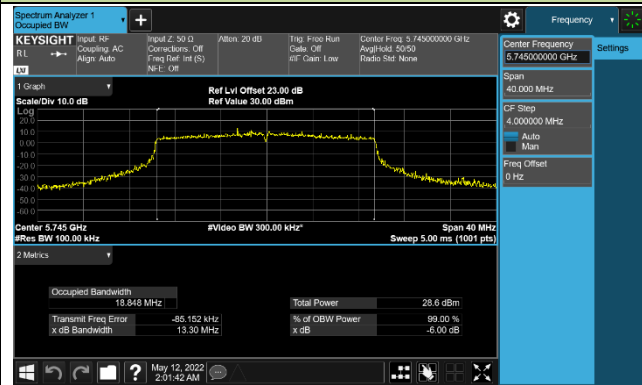 Spectrum Analyzer 1
Occupied BW
Frequency
KEYSIGHT
RL
LXI
Input: RF
Coupling: AC
Align: Auto
Input Z: 50 Ω
Corrections: Off
Freq Ref: Int (S)
NFE: Off
Atten: 20 dB
Trig: Free Run
Gate: Off
#IF Gain: Low
Center Freq: 5.745000000 GHz
Avg|Hold: 50/50
Radio Std: None
Center Frequency
5.745000000 GHz
Settings
Span
40.000 MHz
CF Step
4.000000 MHz
Auto
Man
Freq Offset
0 Hz
1 Graph
Scale/Div 10.0 dB
Ref Lvl Offset 23.00 dB
Ref Value 30.00 dBm
Log
20.0
10.0
0.00
-10.0
-20.0
-30.0
-40.0
-50.0
-60.0
Center 5.745 GHz
#Res BW 100.00 kHz
#Video BW 300.00 kHz*
Span 40 MHz
Sweep 5.00 ms (1001 pts)
2 Metrics
Occupied Bandwidth
18.848 MHz
Total Power 28.6 dBm
Transmit Freq Error -85.152 kHz
% of OBW Power 99.00 %
x dB Bandwidth 13.30 MHz
x dB -6.00 dB
?
May 12, 2022
2:01:42 AM